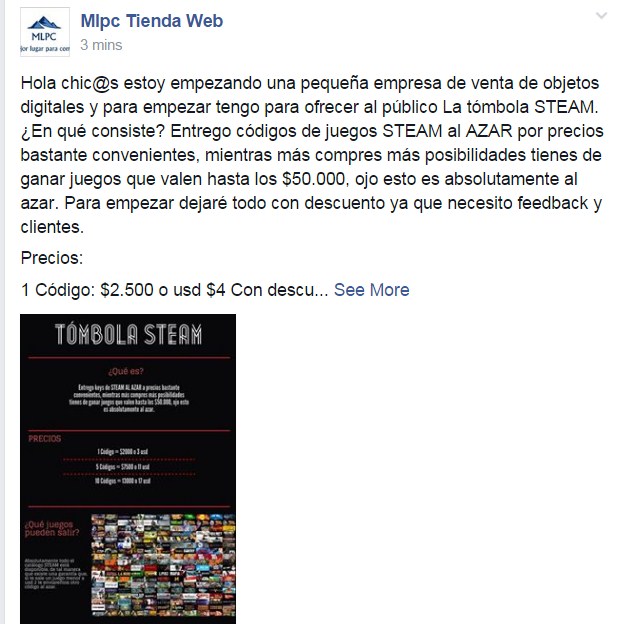 Mlpc Tienda Web
MLPC
3 mins
Hola chic@s estoy empezando una pequeña empresa de venta de objetos
digitales y para empezar tengo para ofrecer al público La tómbola STEAM.
¿En qué consiste? Entrego códigos de juegos STEAM al AZAR por precios
bastante convenientes, mientras más compres más posibilidades tienes de
ganar juegos que valen hasta los $50.000, ojo esto es absolutamente al
azar. Para empezar dejaré todo con descuento ya que necesito feedback y
clientes.
Precios:
1 Código: $2.500 o usd $4 Con descu... See More
TÓMBOLA STEAM
¿Qué es?
Entrego keys de STEAM AL AZAR a precios bastante
convenientes, mientras más compres más posibilidades
tienes de ganar juegos que valen hasta los $50.000, ojo esto
es absolutamente al azar.
PRECIOS
1 Código = $2000 o 3 usd
5 Códigos = $7500 o 11 usd
10 Códigos = 13000 o 17 usd
¿Qué juegos
pueden salir?
Absolutamente todo el
catálogo STEAM está